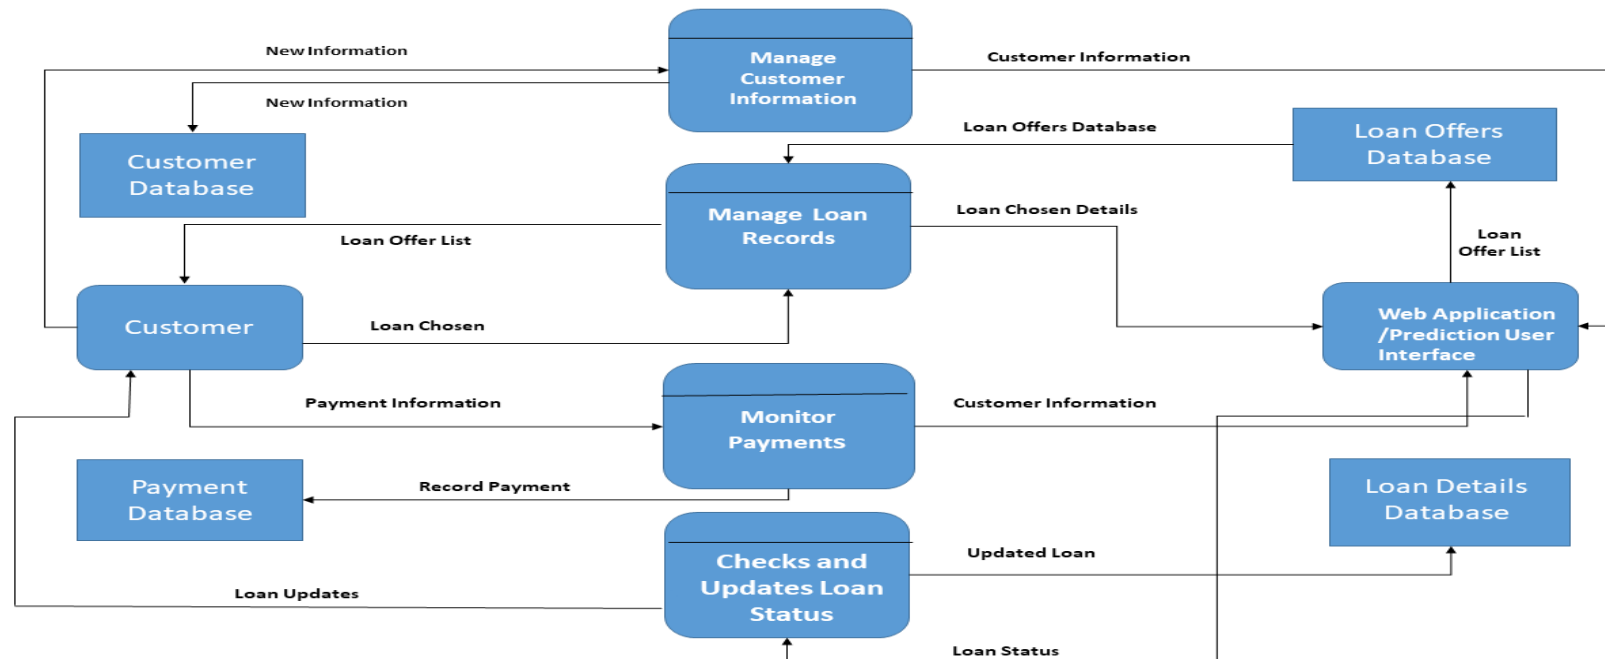 New Information
Manage
Customer
Information
Customer Information
New Information
Customer
Database
Loan Offers Database
Loan Offers
Database
Manage Loan
Records
Loan Chosen Details
Loan Offer List
Loan
Offer List
Customer
Loan Chosen
Web Application
/Prediction User
Interface
Payment Information
Monitor
Payments
Customer Information
Payment
Database
Record Payment
Loan Details
Database
Checks and
Updates Loan
Status
Updated Loan
Loan Updates
Loan Status